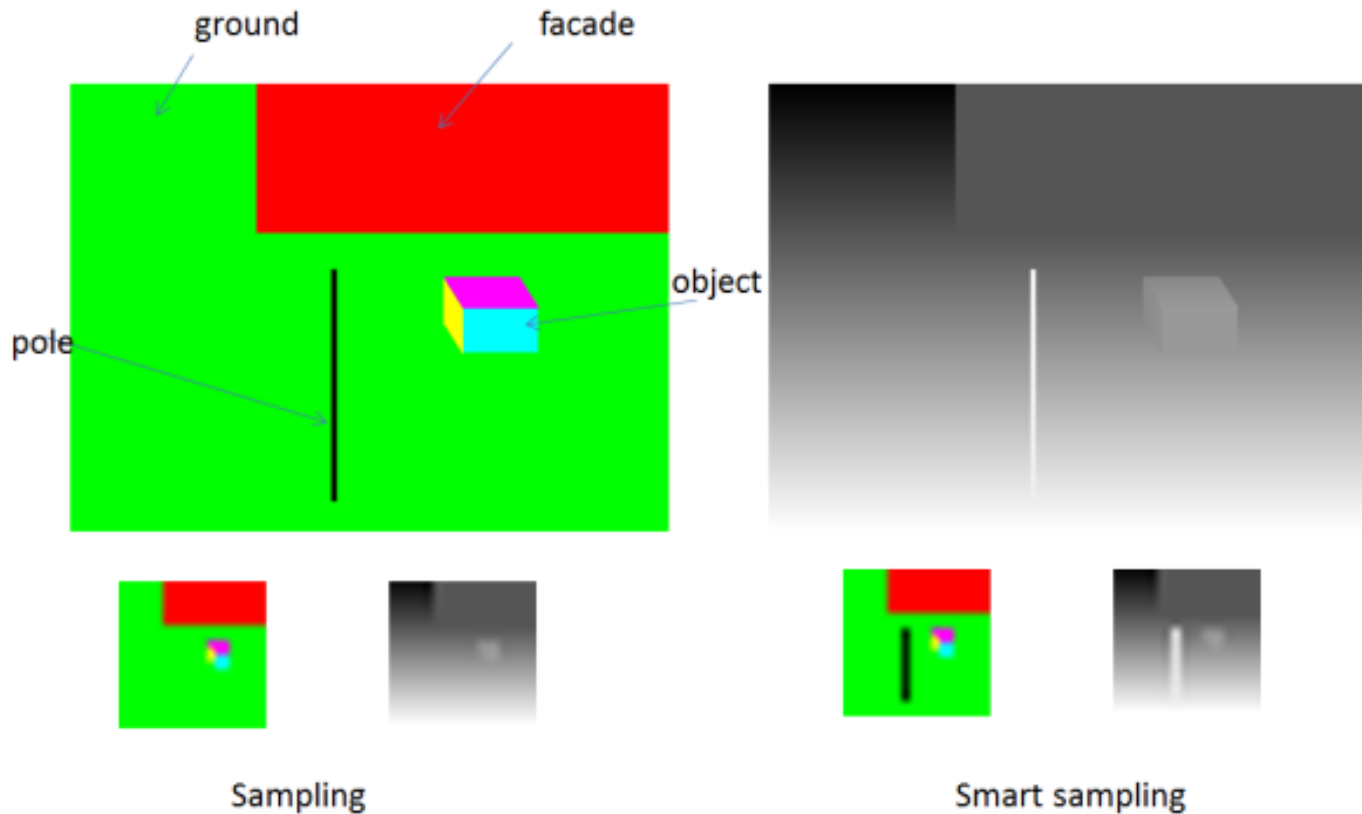 ground
facade
object
pole
Sampling
Smart sampling